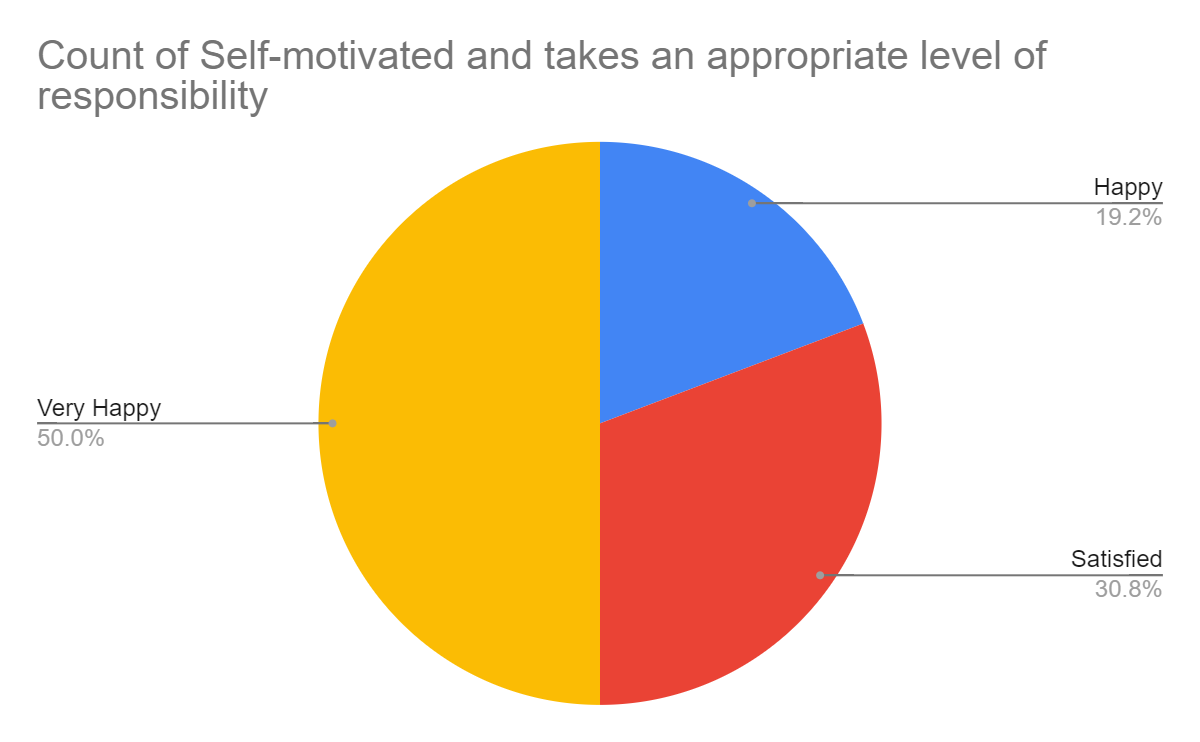 Count of Self-motivated and takes an appropriate level of
responsibility
Happy
19.2%
Very Happy
50.0%
Satisfied
30.8%